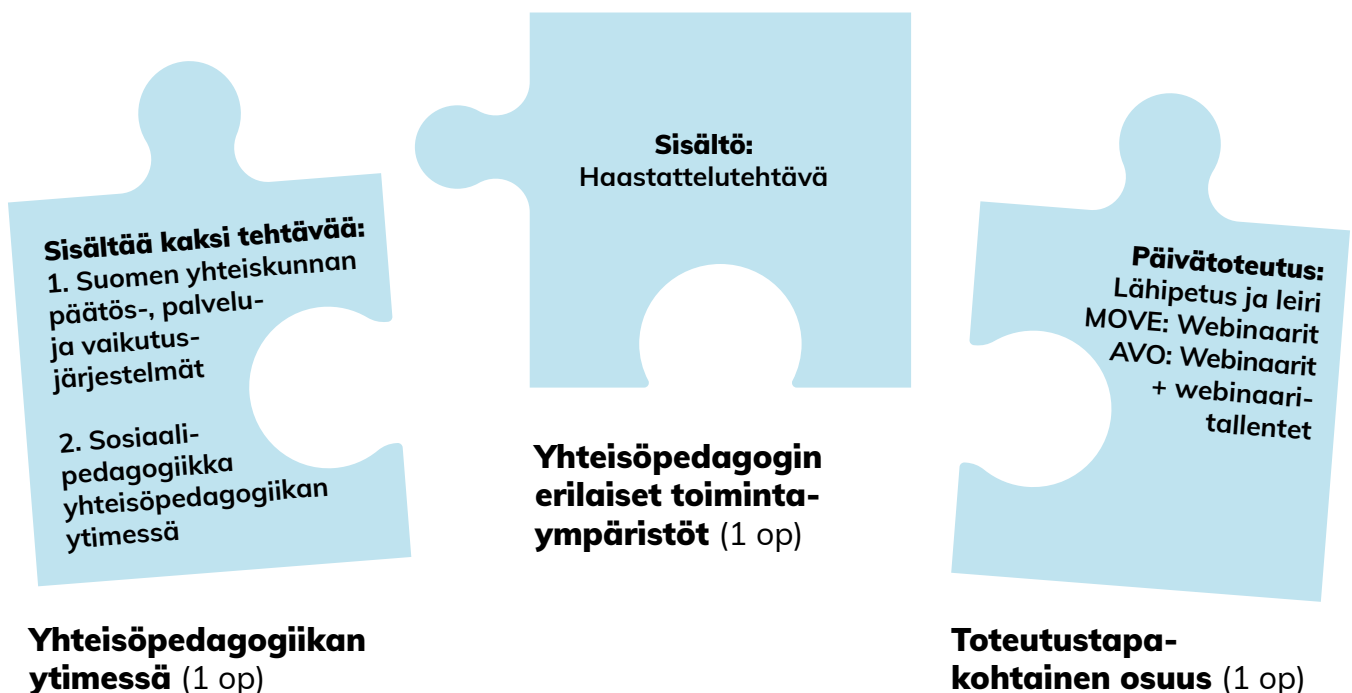 Sisältää kaksi tehtävää:
1. Suomen yhteiskunnan
päätös-, palvelu-
ja vaikutus-
järjestelmät
2. Sosiaali-
pedagogiikka
yhteisöpedagogiikan
ytimessä
Yhteisöpedagogiikan
ytimessä (1 op)
Sisältö:
Haastattelutehtävä
Yhteisöpedagogin
erilaiset toiminta-
ympäristöt (1 op)
Päivätoteutus:
Lähipetus ja leiri
MOVE: Webinaarit
AVO: Webinaarit
+ webinaari-
tallentet
Toteutustapa-
kohtainen osuus (1 op)